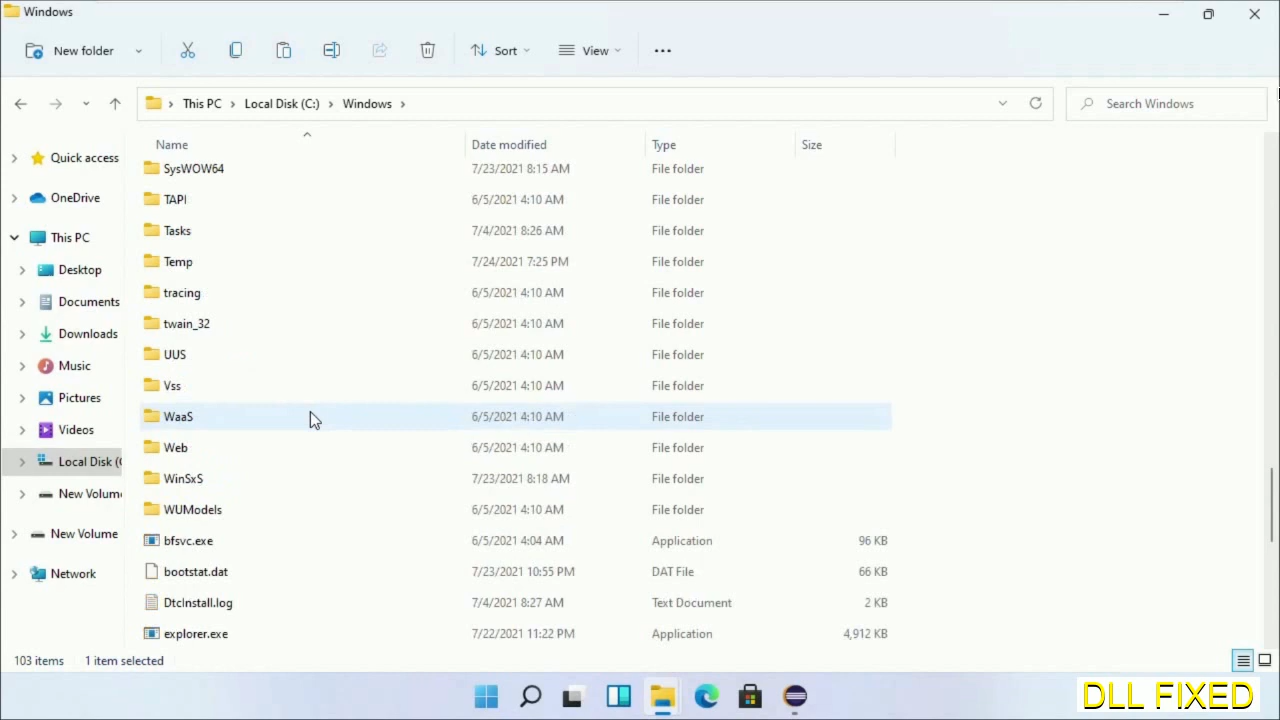 Windows
New folder Sort View
This PC Local Disk (C:) Windows Search Windows
Name Date modified Type Size
Quick access
OneDrive
This PC
Desktop
Documents
Downloads
Music
Pictures
Videos
Local Disk (
New Volum
New Volume
Network
SysWOW64 7/23/2021 8:15 AM File folder
TAPI 6/5/2021 4:10 AM File folder
Tasks 7/4/2021 8:26 AM File folder
Temp 7/24/2021 7:25 PM File folder
tracing 6/5/2021 4:10 AM File folder
twain_32 6/5/2021 4:10 AM File folder
UUS 6/5/2021 4:10 AM File folder
Vss 6/5/2021 4:10 AM File folder
WaaS 6/5/2021 4:10 AM File folder
Web 6/5/2021 4:10 AM File folder
WinSxS 7/23/2021 8:18 AM File folder
WUModels 6/5/2021 4:10 AM File folder
bfsvc.exe 6/5/2021 4:04 AM Application 96 KB
bootstat.dat 7/23/2021 10:55 PM DAT File 66 KB
DtcInstall.log 7/4/2021 8:27 AM Text Document 2 KB
explorer.exe 7/22/2021 11:22 PM Application 4,912 KB
103 items 1 item selected
DLL FIXED